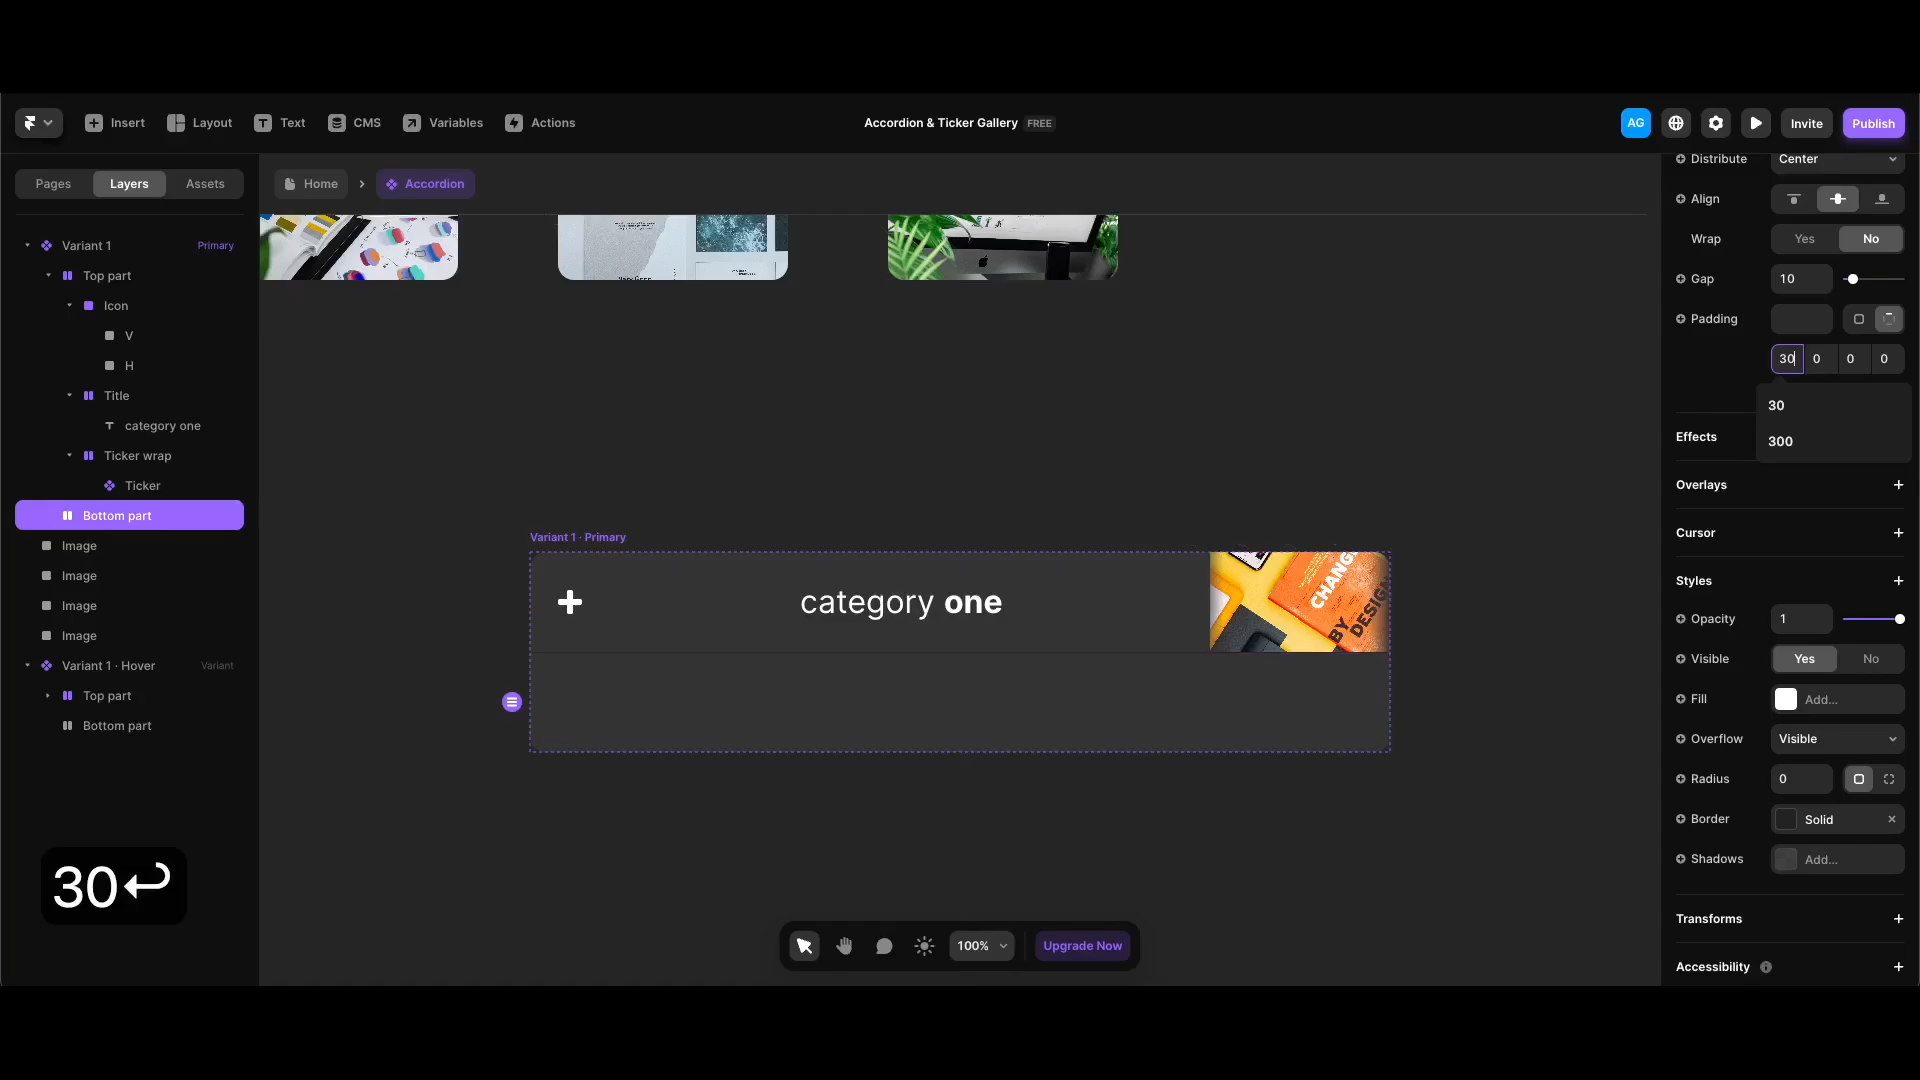 Insert
Layout
Text
CMS
Variables
Actions
Accordion & Ticker Gallery FREE
AG
Invite
Publish
Pages
Layers
Assets
Home
Accordion
Variant 1 Primary
Top part
Icon
V
H
Title
category one
Ticker wrap
Ticker
Bottom part
Image
Image
Image
Image
Variant 1 · Hover Variant
Top part
Bottom part
30
Variant 1 · Primary
category one
CHANGE
BY
DESIGN
100%
Upgrade Now
Distribute Center
Align
Wrap Yes No
Gap 10
Padding
30 0 0 0
30
300
Effects
Overlays
Cursor
Styles
Opacity 1
Visible Yes No
Fill Add...
Overflow Visible
Radius 0
Border Solid
Shadows Add...
Transforms
Accessibility